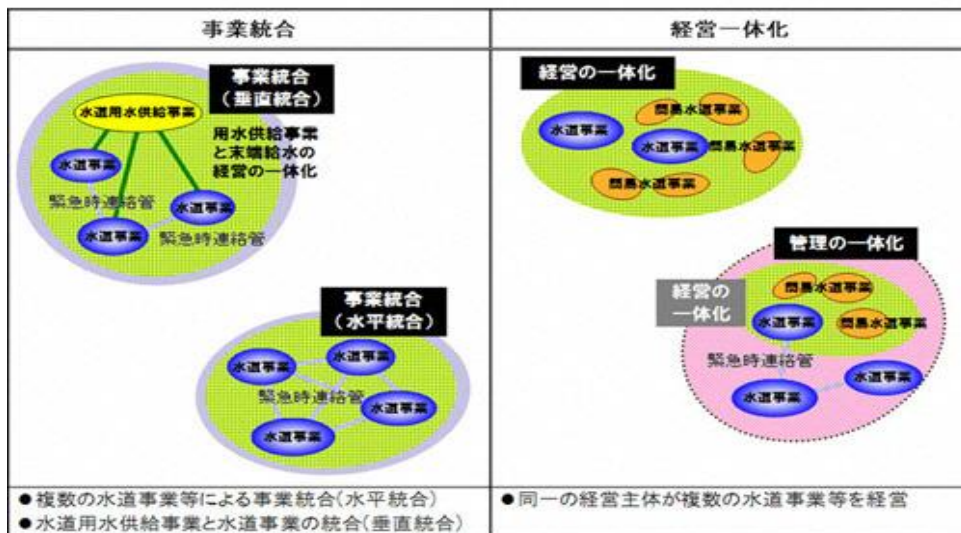 事業統合
経営一体化
事業統合
(垂直統合)
水道用水供給事業
用水供給事業
と末端給水の
経営の一体化
水道事業
緊急時連絡管
水道事業
水道事業
緊急時連絡管
事業統合
(水平統合)
水道事業
水道事業
緊急時連絡管
水道事業
水道事業
●複数の水道事業等による事業統合(水平統合)
●水道用水供給事業と水道事業の統合(垂直統合)
経営の一体化
簡易水道事業
水道事業
水道事業
簡易水道事業
簡易水道事業
管理の一体化
経営の
一体化
簡易水道事業
水道事業
簡易水道事業
緊急時連絡管
水道事業
水道事業
●同一の経営主体が複数の水道事業等を経営